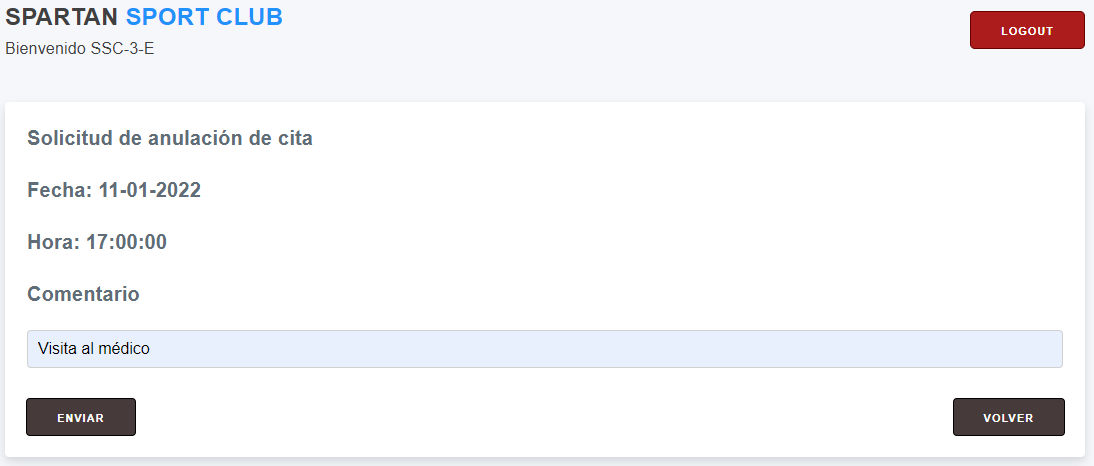 SPARTAN SPORT CLUB
Bienvenido SSC-3-E
LOGOUT
Solicitud de anulación de cita
Fecha: 11-01-2022
Hora: 17:00:00
Comentario
Visita al médico
ENVIAR
VOLVER